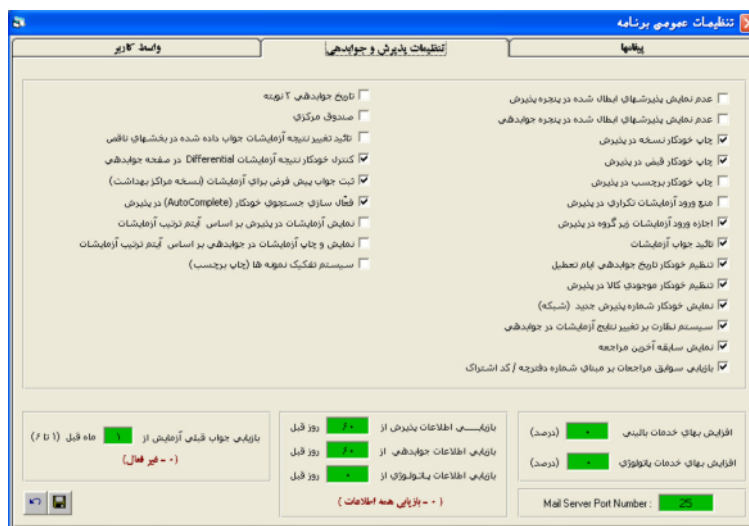 تنظیمات عمومی برنامه
پیغامها
تنظیمات پذیرش و جوابدهی
واسط کاربر
عدم نمایش پذیرشهای ابطال شده در پنجره پذیرش
عدم نمایش پذیرشهای ابطال شده در پنجره جوابدهی
چاپ خودکار نسخه در پذیرش
چاپ خودکار قبض در پذیرش
چاپ خودکار برچسب در پذیرش
منع ورود آزمایشات تکراری در پذیرش
اجازه ورود آزمایشات زیر گروه در پذیرش
تائید جواب آزمایشات
تنظیم خودکار تاریخ جوابدهی ایام تعطیل
تنظیم خودکار موجودی کالا در پذیرش
نمایش خودکار شماره پذیرش جدید (شبکه)
سیستم نظارت بر تغییر نتایج آزمایشات در جوابدهی
نمایش سابقه آخرین مراجعه
بازیابی سوابق مراجعات بر مبنای شماره دفترچه / کد اشتراک
تاریخ جوابدهی ۲ نوبته
صندوق مرکزی
تائید تغییر نتیجه آزمایشات جواب داده شده در بخشهای ناقص
کنترل خودکار نتیجه آزمایشات Differential در صفحه جوابدهی
ثبت جواب پیش فرض برای آزمایشات (نسخه مراکز بهداشت)
فعّال سازی جستجوی خودکار (AutoComplete) در پذیرش
نمایش آزمایشات در پذیرش بر اساس آیتم ترتیب آزمایشات
نمایش و چاپ آزمایشات در جوابدهی بر اساس آیتم ترتیب آزمایشات
سیستم تفکیک نمونه ها (چاپ برچسب)
افزایش بهای خدمات بالینی ۰ (درصد)
افزایش بهای خدمات پاتولوژی ۰ (درصد)
Mail Server Port Number : 25
بازیابی اطلاعات پذیرش از ۶۰ روز قبل
بازیابی اطلاعات جوابدهی از ۶۰ روز قبل
بازیابی اطلاعات پاتولوژی از ۰ روز قبل
( ۰ = بازیابی همه اطلاعات )
بازیابی جواب قبلی آزمایش از ۱ ماه قبل (۱ تا ۶)
(۰ = غیر فعال)